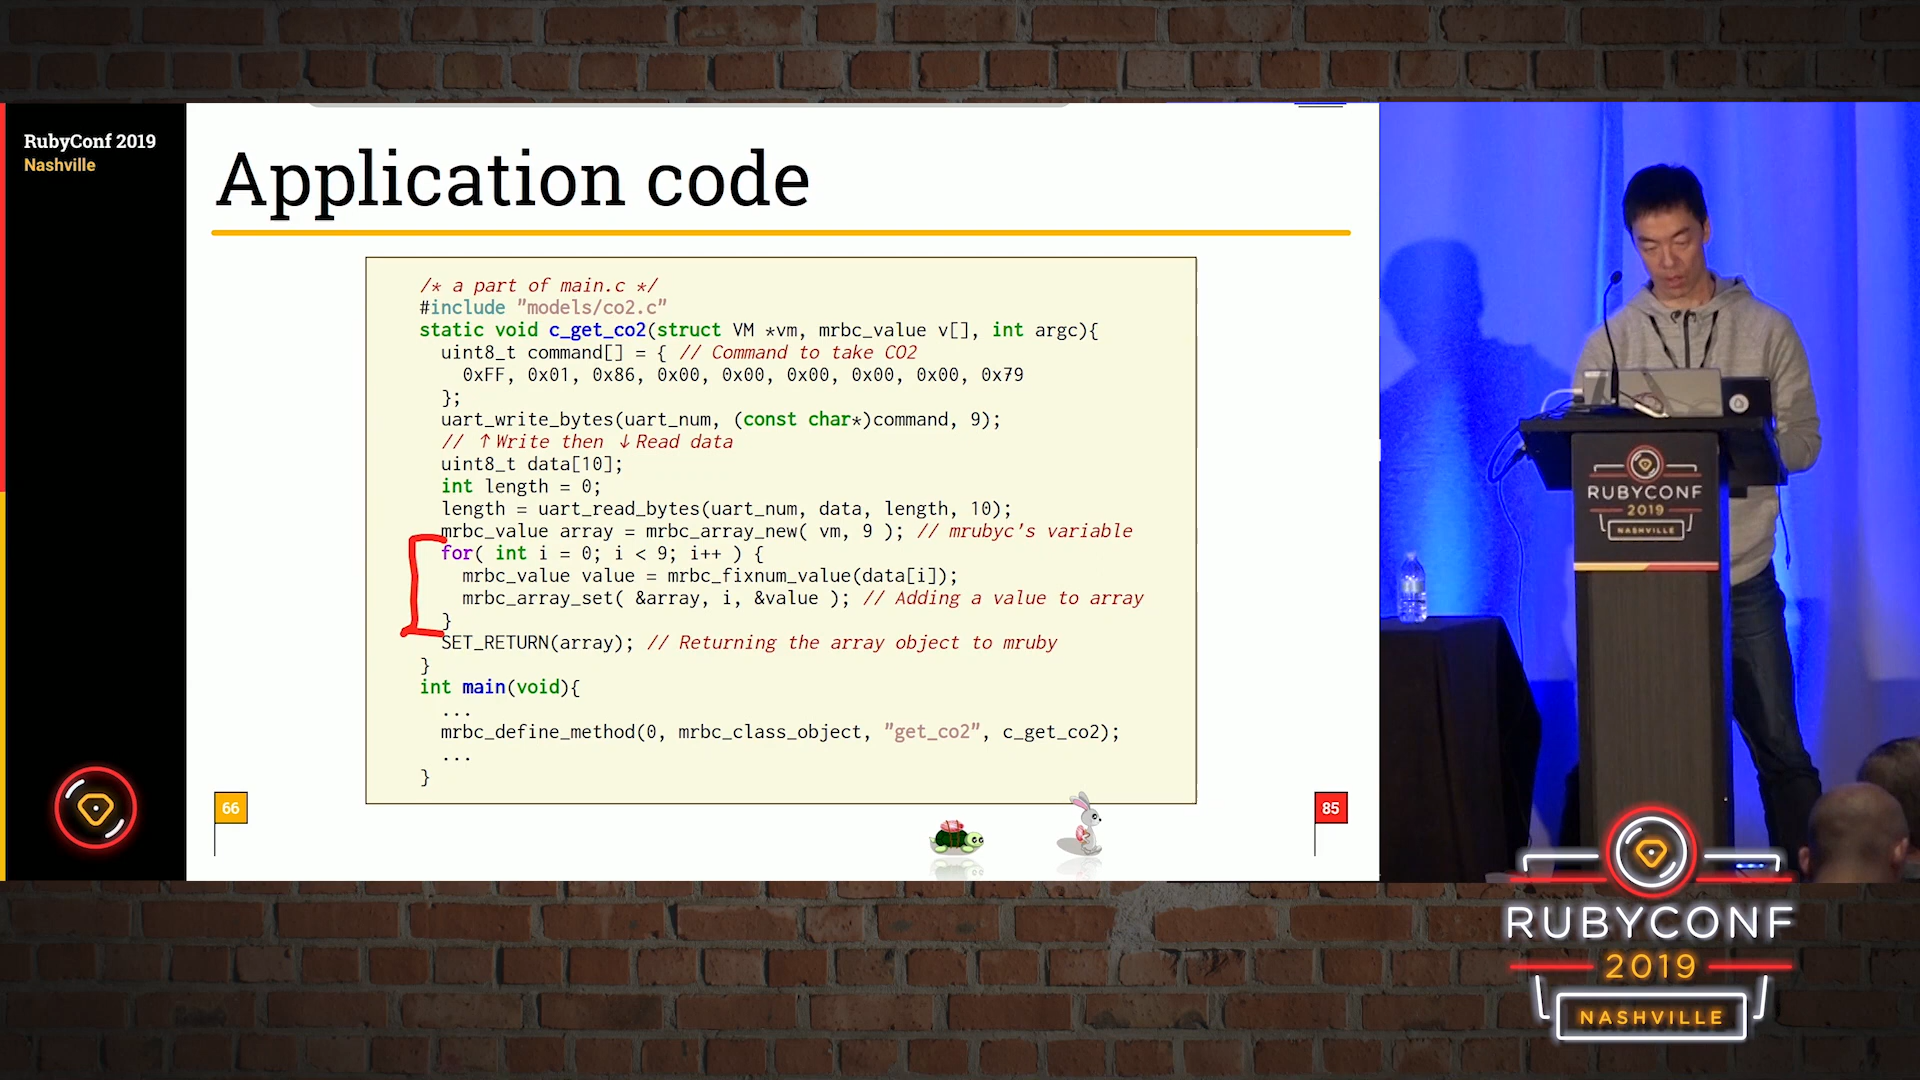 RubyConf 2019
Nashville
Application code
/* a part of main.c */
#include "models/co2.c"
static void c_get_co2(struct VM *vm, mrbc_value v[], int argc){
uint8_t command[] = { // Command to take CO2
0xFF, 0x01, 0x86, 0x00, 0x00, 0x00, 0x00, 0x00, 0x79
};
uart_write_bytes(uart_num, (const char*)command, 9);
// ↑Write then ↓Read data
uint8_t data[10];
int length = 0;
length = uart_read_bytes(uart_num, data, length, 10);
mrbc_value array = mrbc_array_new( vm, 9 ); // mrubyc's variable
for( int i = 0; i < 9; i++ ) {
mrbc_value value = mrbc_fixnum_value(data[i]);
mrbc_array_set( &array, i, &value ); // Adding a value to array
}
SET_RETURN(array); // Returning the array object to mruby
}
int main(void){
...
mrbc_define_method(0, mrbc_class_object, "get_co2", c_get_co2);
...
}
66
85
RUBYCONF
2019
NASHVILLE
RUBYCONF
2019
NASHVILLE